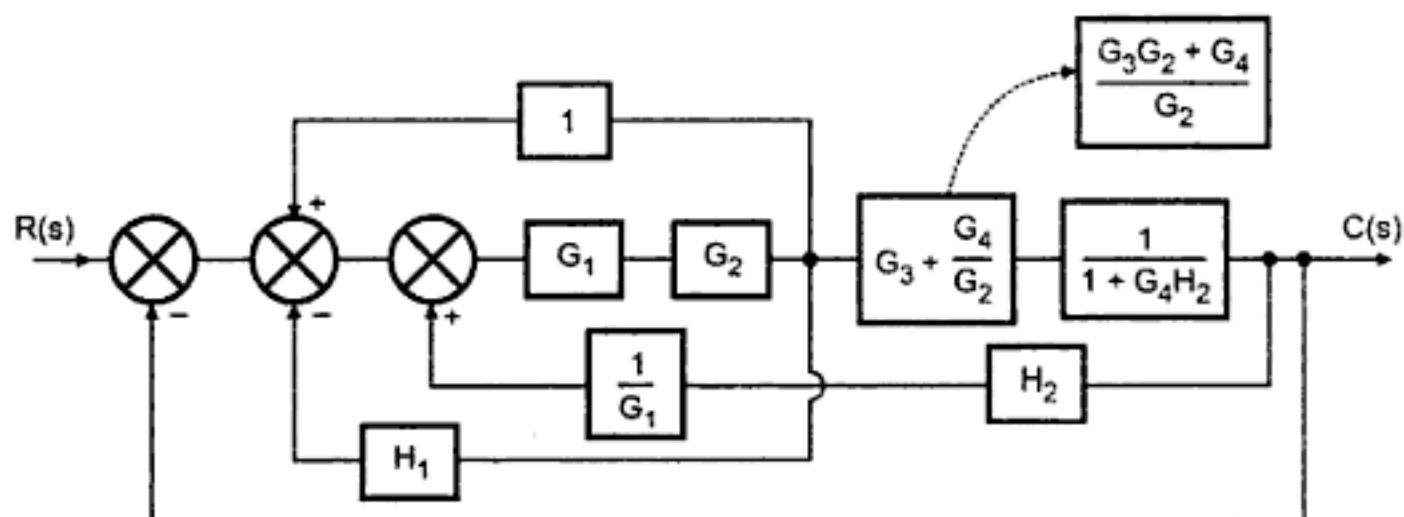 G₃G₂ + G₄
G₂
1
R(s)
+
G₁
G₂
G₃ + G₄
G₂
1
1 + G₄H₂
C(s)
−
−
+
1
G₁
H₂
H₁